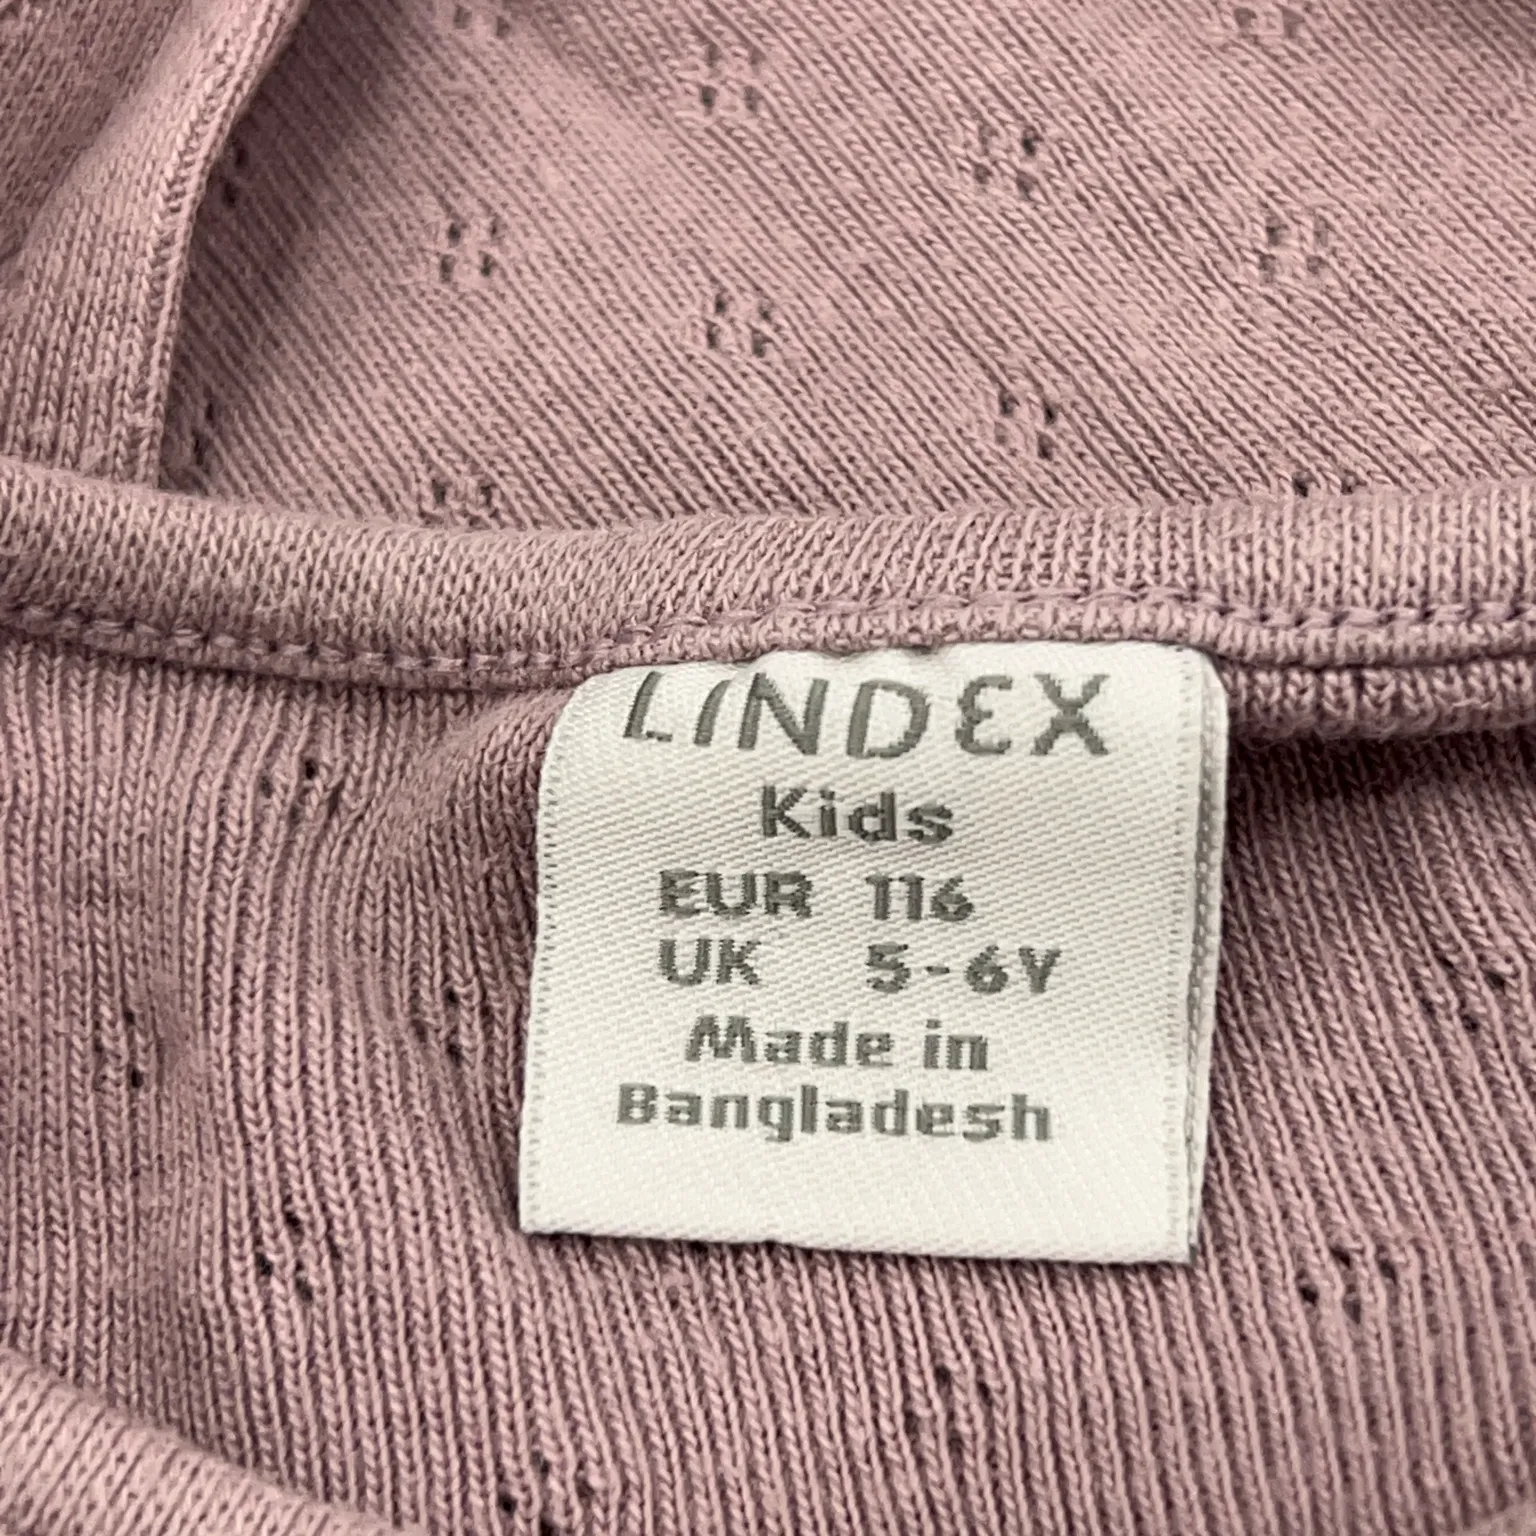 LINDEX
Kids
EUR 116
UK 5-6Y
Made in
Bangladesh